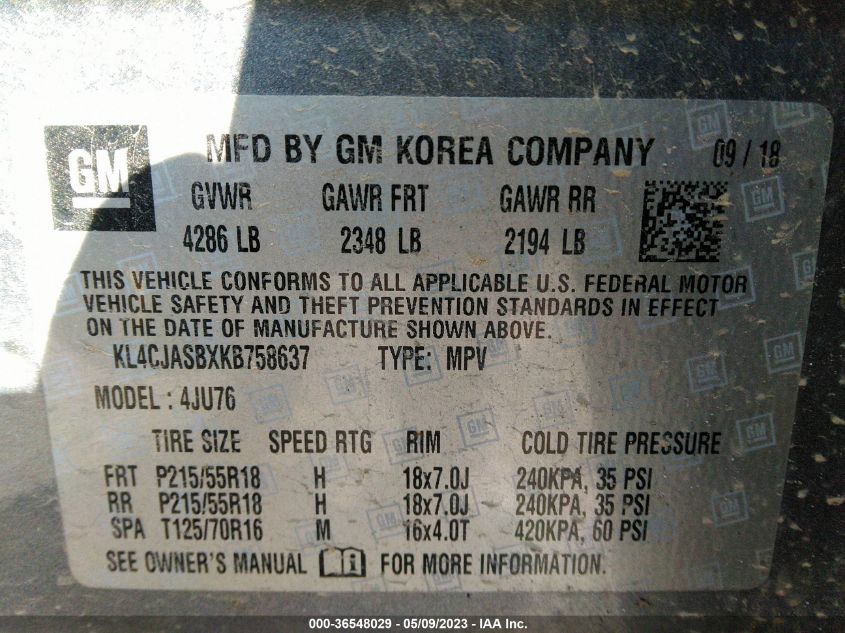 GM
MFD BY GM KOREA COMPANY 09 / 18
GVWR GAWR FRT GAWR RR
4286 LB 2348 LB 2194 LB
THIS VEHICLE CONFORMS TO ALL APPLICABLE U.S. FEDERAL MOTOR
VEHICLE SAFETY AND THEFT PREVENTION STANDARDS IN EFFECT
ON THE DATE OF MANUFACTURE SHOWN ABOVE.
KL4CJASBXKB758637 TYPE: MPV
MODEL : 4JU76
TIRE SIZE SPEED RTG RIM COLD TIRE PRESSURE
FRT P215/55R18 H 18x7.0J 240KPA, 35 PSI
RR P215/55R18 H 18x7.0J 240KPA, 35 PSI
SPA T125/70R16 M 16x4.0T 420KPA, 60 PSI
SEE OWNER'S MANUAL FOR MORE INFORMATION.
000-36548029 - 05/09/2023 - IAA Inc.